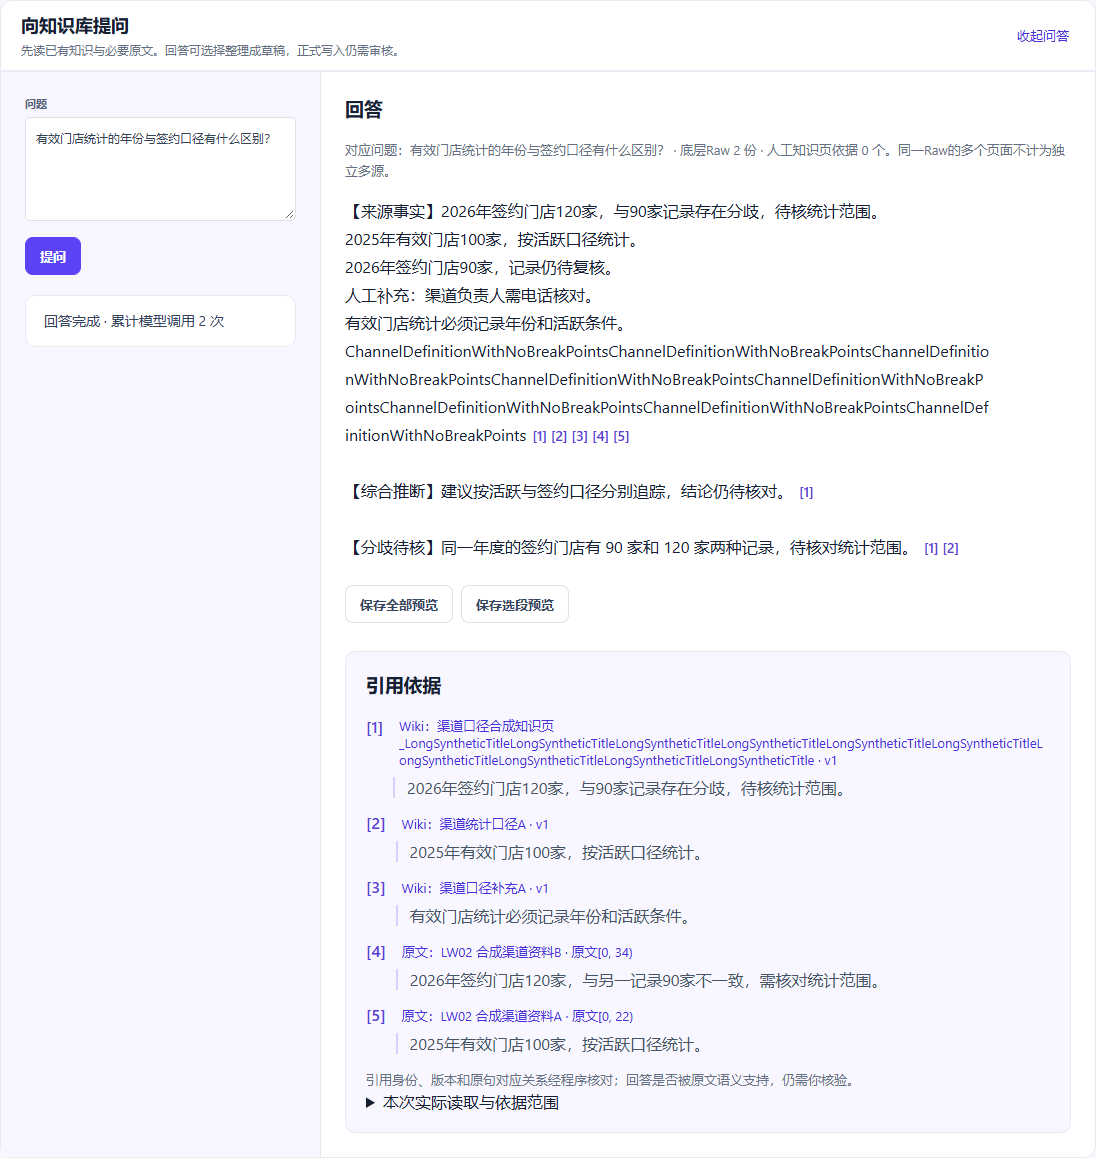 向知识库提问
先读已有知识与必要原文。回答可选择整理成草稿，正式写入仍需审核。
收起问答
问题
有效门店统计的年份与签约口径有什么区别？
提问
回答完成 · 累计模型调用 2 次
回答
对应问题：有效门店统计的年份与签约口径有什么区别？ · 底层Raw 2 份 · 人工知识页依据 0 个。同一Raw的多个页面不计为独
立多源。
【来源事实】2026年签约门店120家，与90家记录存在分歧，待核统计范围。
2025年有效门店100家，按活跃口径统计。
2026年签约门店90家，记录仍待复核。
人工补充：渠道负责人需电话核对。
有效门店统计必须记录年份和活跃条件。
ChannelDefinitionWithNoBreakPointsChannelDefinitionWithNoBreakPointsChannelDefinitio
nWithNoBreakPointsChannelDefinitionWithNoBreakPointsChannelDefinitionWithNoBreakP
ointsChannelDefinitionWithNoBreakPointsChannelDefinitionWithNoBreakPointsChannelDef
initionWithNoBreakPoints [1] [2] [3] [4] [5]
【综合推断】建议按活跃与签约口径分别追踪，结论仍待核对。 [1]
【分歧待核】同一年度的签约门店有 90 家和 120 家两种记录，待核对统计范围。 [1] [2]
保存全部预览
保存选段预览
引用依据
[1] Wiki：渠道口径合成知识页
_LongSyntheticTitleLongSyntheticTitleLongSyntheticTitleLongSyntheticTitleLongSyntheticTitleLongSyntheticTitleL
ongSyntheticTitleLongSyntheticTitleLongSyntheticTitleLongSyntheticTitle · v1
2026年签约门店120家，与90家记录存在分歧，待核统计范围。
[2] Wiki：渠道统计口径A · v1
2025年有效门店100家，按活跃口径统计。
[3] Wiki：渠道口径补充A · v1
有效门店统计必须记录年份和活跃条件。
[4] 原文：LW02 合成渠道资料B · 原文[0, 34)
2026年签约门店120家，与另一记录90家不一致，需核对统计范围。
[5] 原文：LW02 合成渠道资料A · 原文[0, 22)
2025年有效门店100家，按活跃口径统计。
引用身份、版本和原句对应关系经程序核对；回答是否被原文语义支持，仍需你核验。
▶ 本次实际读取与依据范围